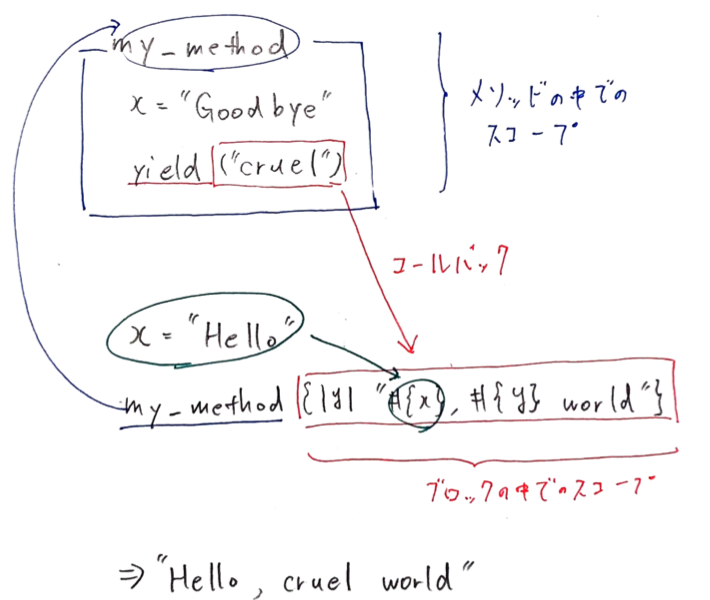 my_method
x = "Goodbye"
yield ("cruel")
メソッドの中での
スコープ
コールバック
x = "Hello"
my_method {|y| "#{x}, #{y} world"}
ブロックの中でのスコープ
⇒ "Hello, cruel world"